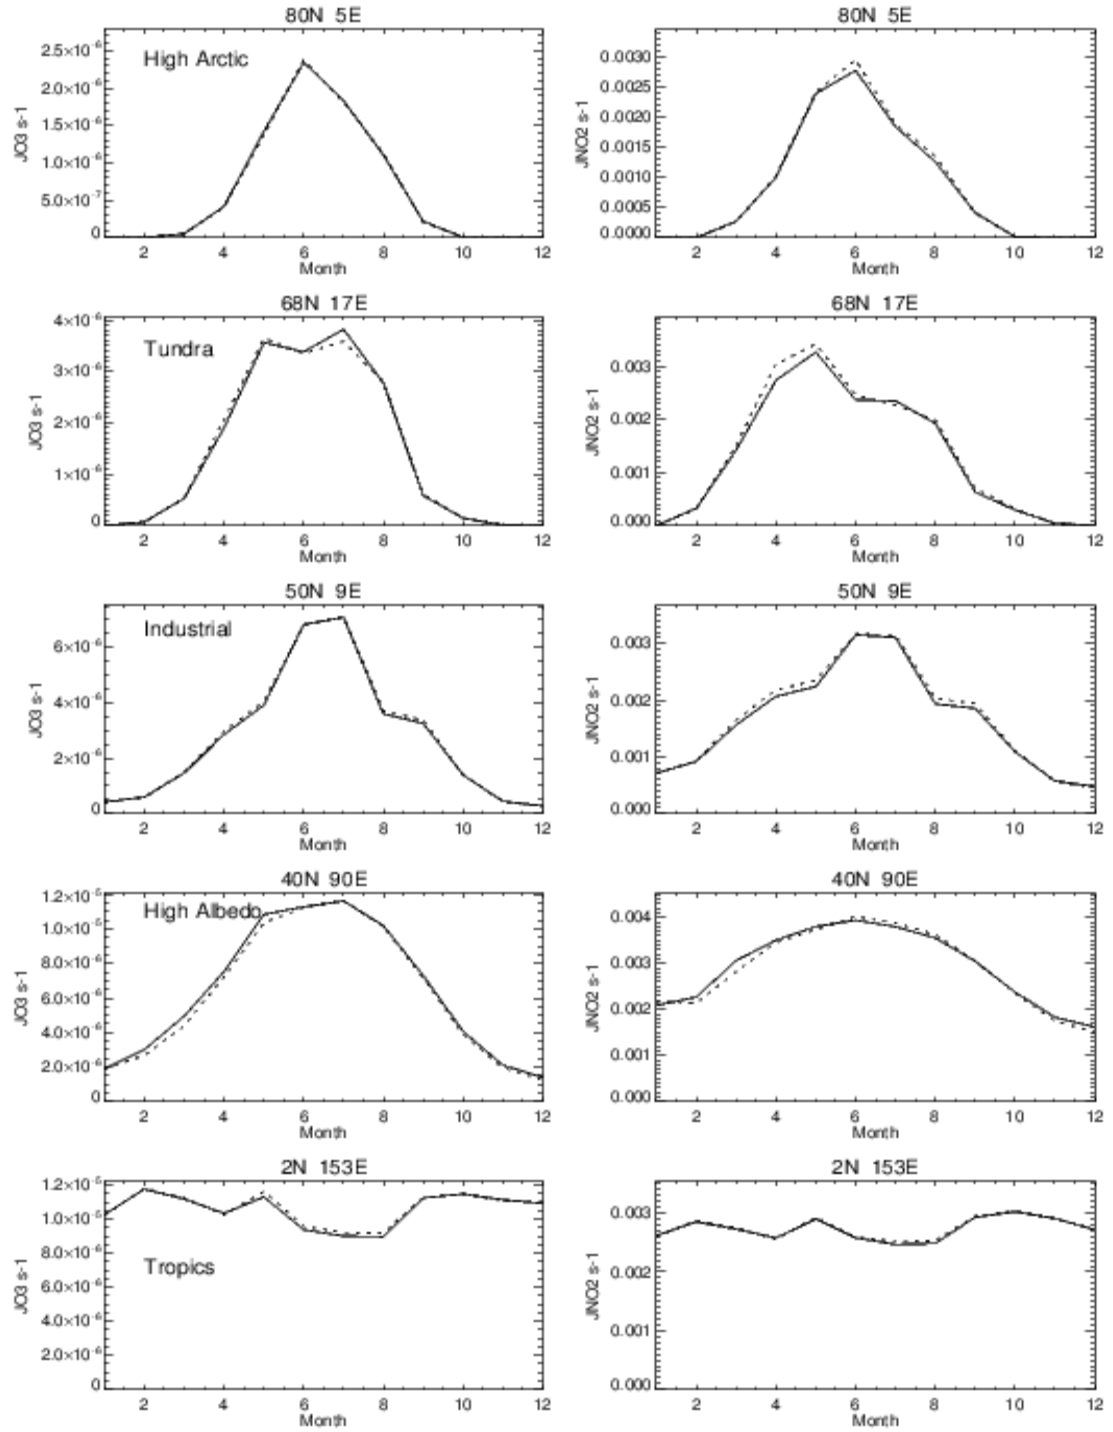 80N 5E
80N 5E
High Arctic
2.5×10⁻⁶
2.0×10⁻⁶
1.5×10⁻⁶
1.0×10⁻⁶
5.0×10⁻⁷
0
JO3 s-1
2 4 6 8 10 12
Month
0.0030
0.0025
0.0020
0.0015
0.0010
0.0005
0.0000
JNO2 s-1
2 4 6 8 10 12
Month
68N 17E
68N 17E
Tundra
4×10⁻⁶
3×10⁻⁶
2×10⁻⁶
1×10⁻⁶
0
JO3 s-1
2 4 6 8 10 12
Month
0.003
0.002
0.001
0.000
JNO2 s-1
2 4 6 8 10 12
Month
50N 9E
50N 9E
Industrial
6×10⁻⁶
4×10⁻⁶
2×10⁻⁶
0
JO3 s-1
2 4 6 8 10 12
Month
0.003
0.002
0.001
0.000
JNO2 s-1
2 4 6 8 10 12
Month
40N 90E
40N 90E
High Albedo
1.2×10⁻⁵
1.0×10⁻⁵
8.0×10⁻⁶
6.0×10⁻⁶
4.0×10⁻⁶
2.0×10⁻⁶
0
JO3 s-1
2 4 6 8 10 12
Month
0.004
0.003
0.002
0.001
0.000
JNO2 s-1
2 4 6 8 10 12
Month
2N 153E
2N 153E
Tropics
1.2×10⁻⁵
1.0×10⁻⁵
8.0×10⁻⁶
6.0×10⁻⁶
4.0×10⁻⁶
2.0×10⁻⁶
0
JO3 s-1
2 4 6 8 10 12
Month
0.003
0.002
0.001
0.000
JNO2 s-1
2 4 6 8 10 12
Month